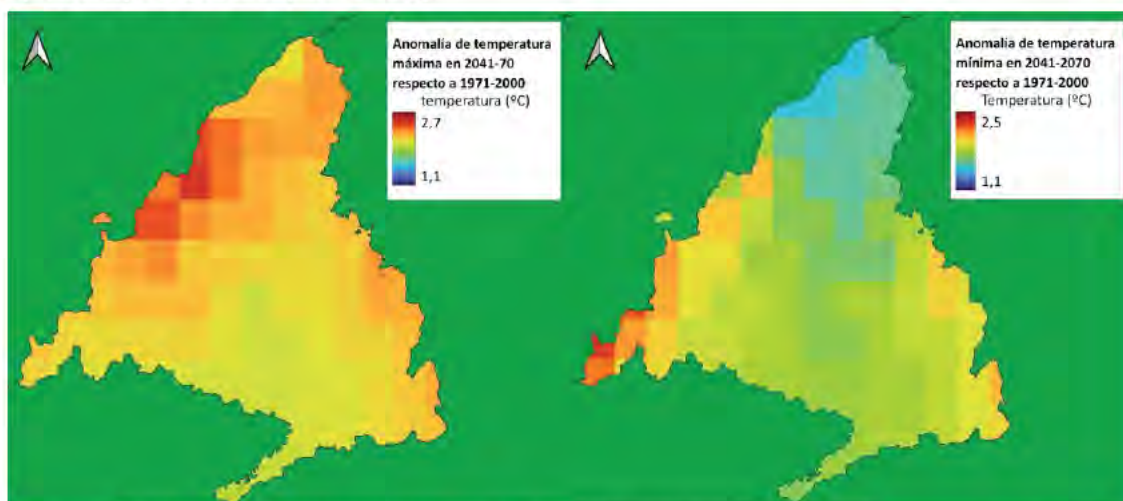 Anomalía de temperatura
máxima en 2041-70
respecto a 1971-2000
temperatura (ºC)
2,7
1,1
Anomalía de temperatura
mínima en 2041-2070
respecto a 1971-2000
Temperatura (ºC)
2,5
1,1